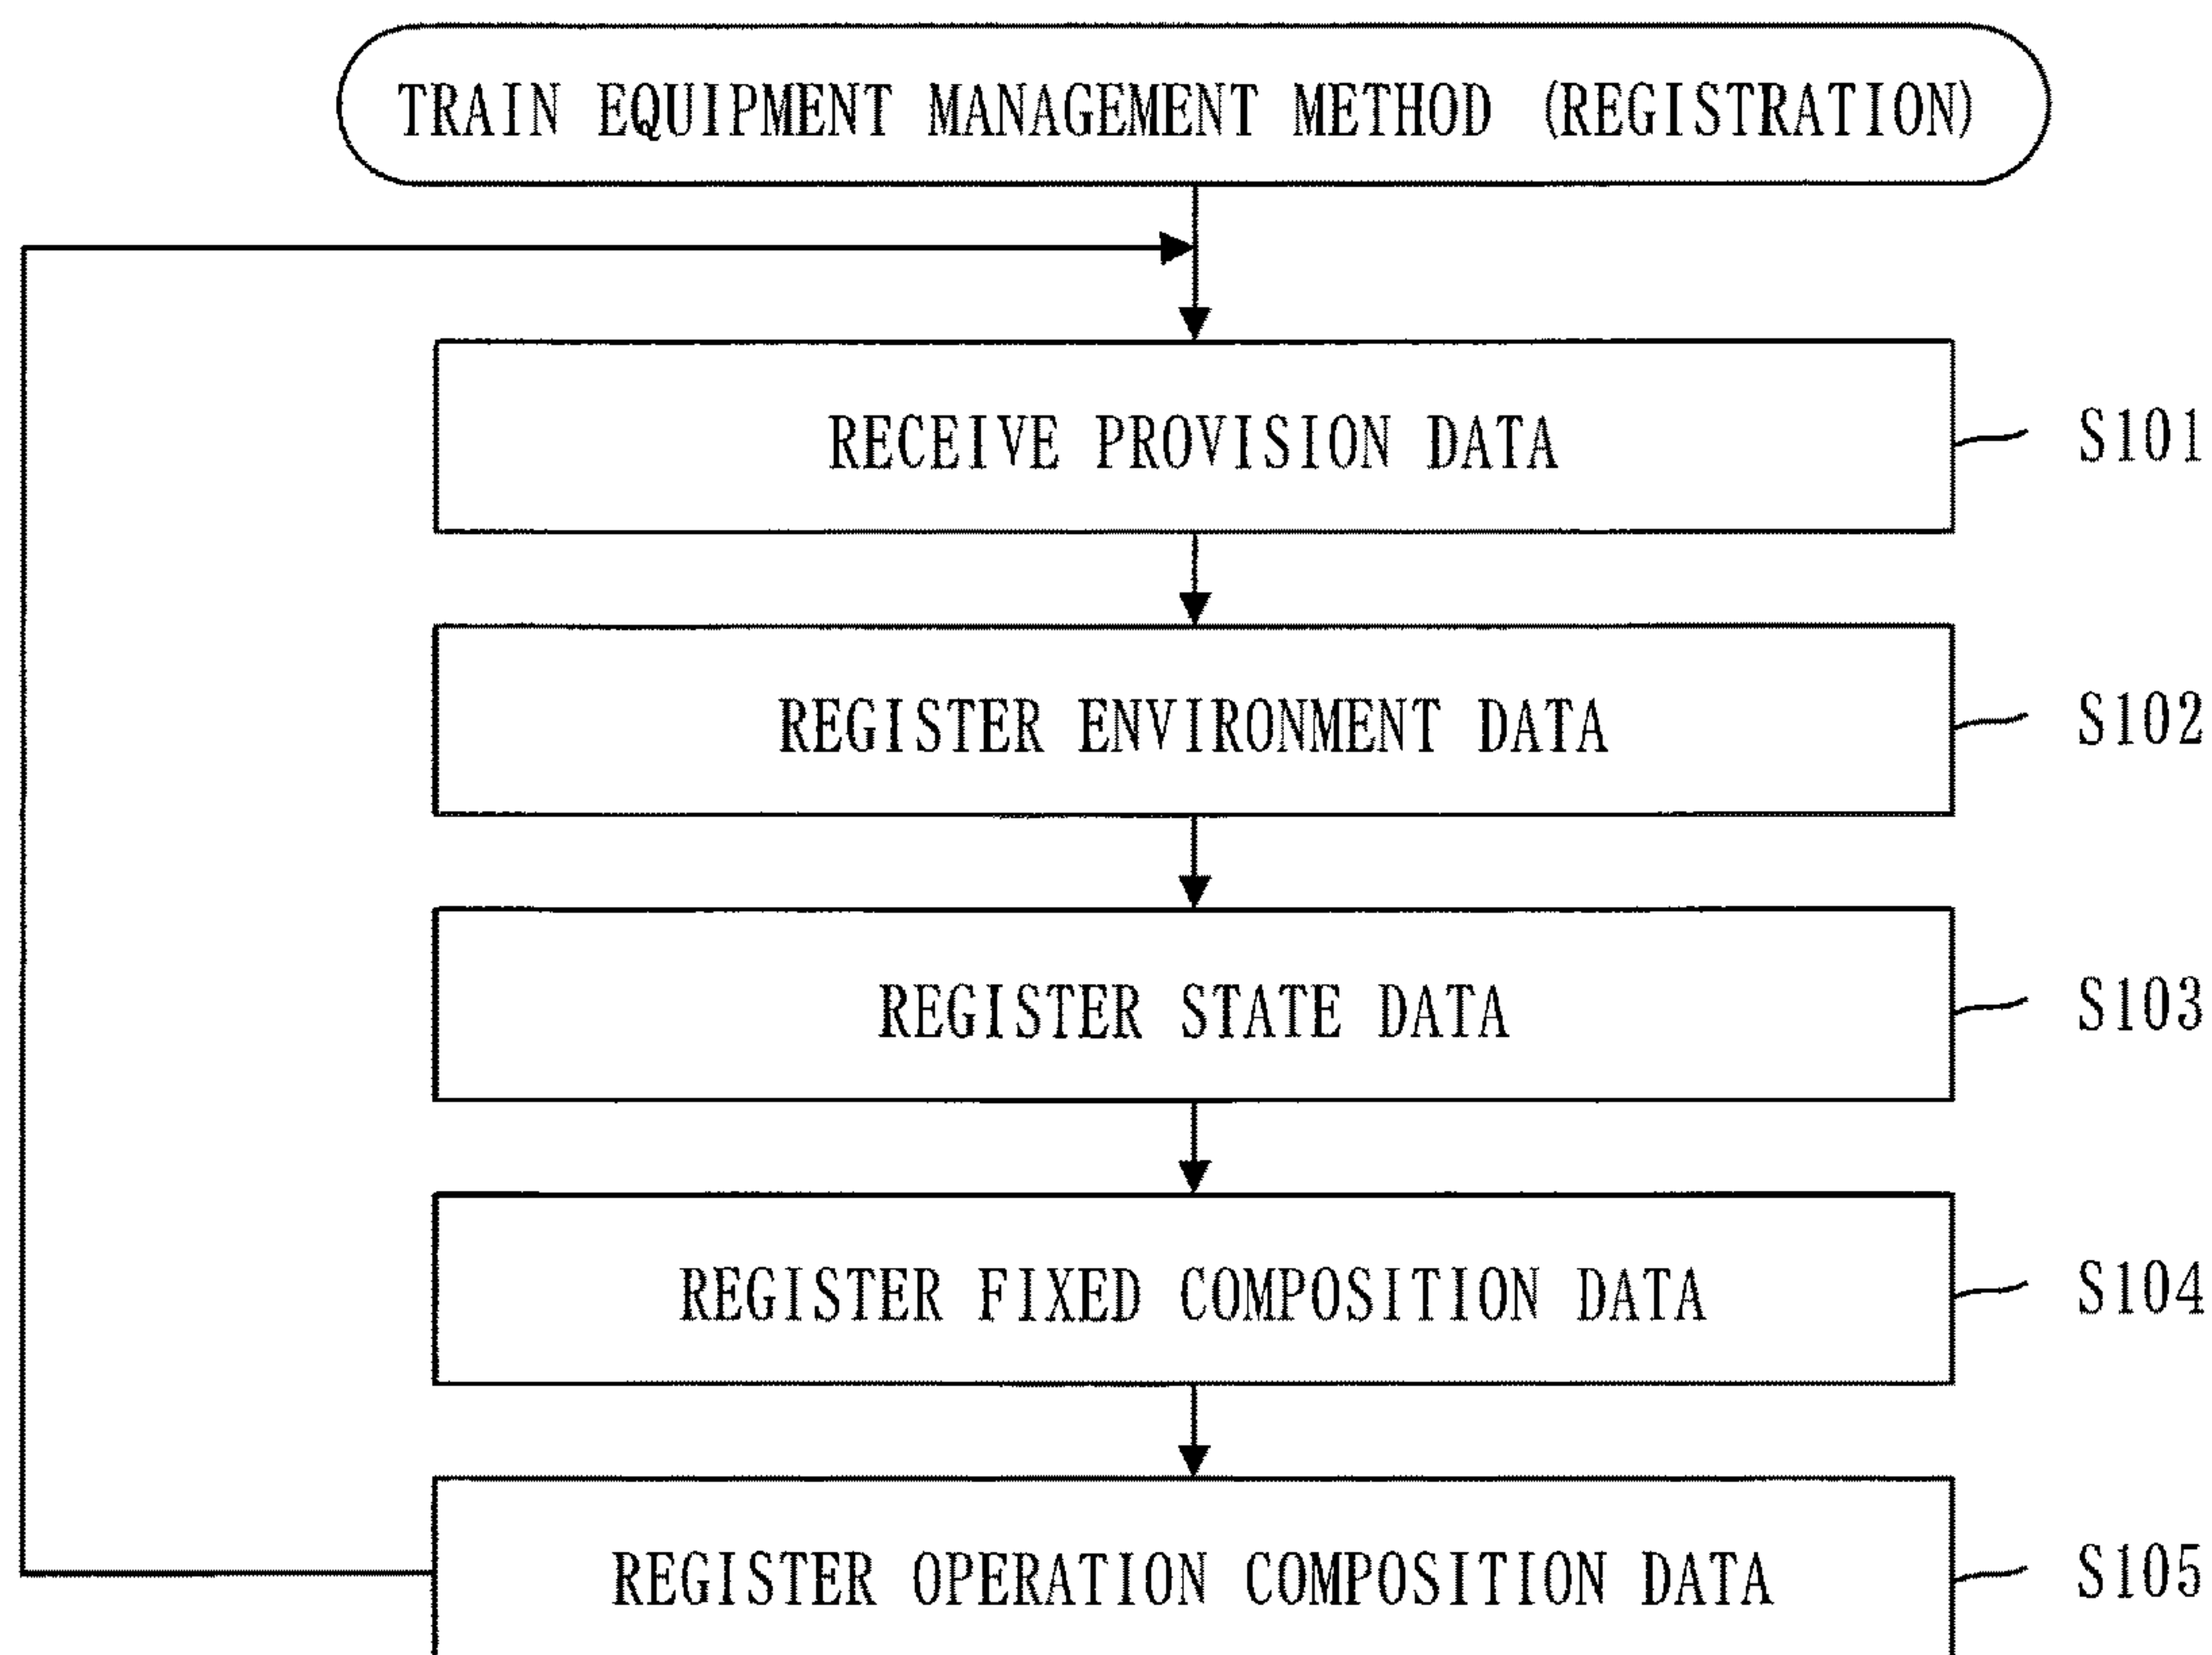 TRAIN EQUIPMENT MANAGEMENT METHOD (REGISTRATION)
RECEIVE PROVISION DATA
S101
REGISTER ENVIRONMENT DATA
S102
REGISTER STATE DATA
S103
REGISTER FIXED COMPOSITION DATA
S104
REGISTER OPERATION COMPOSITION DATA
S105